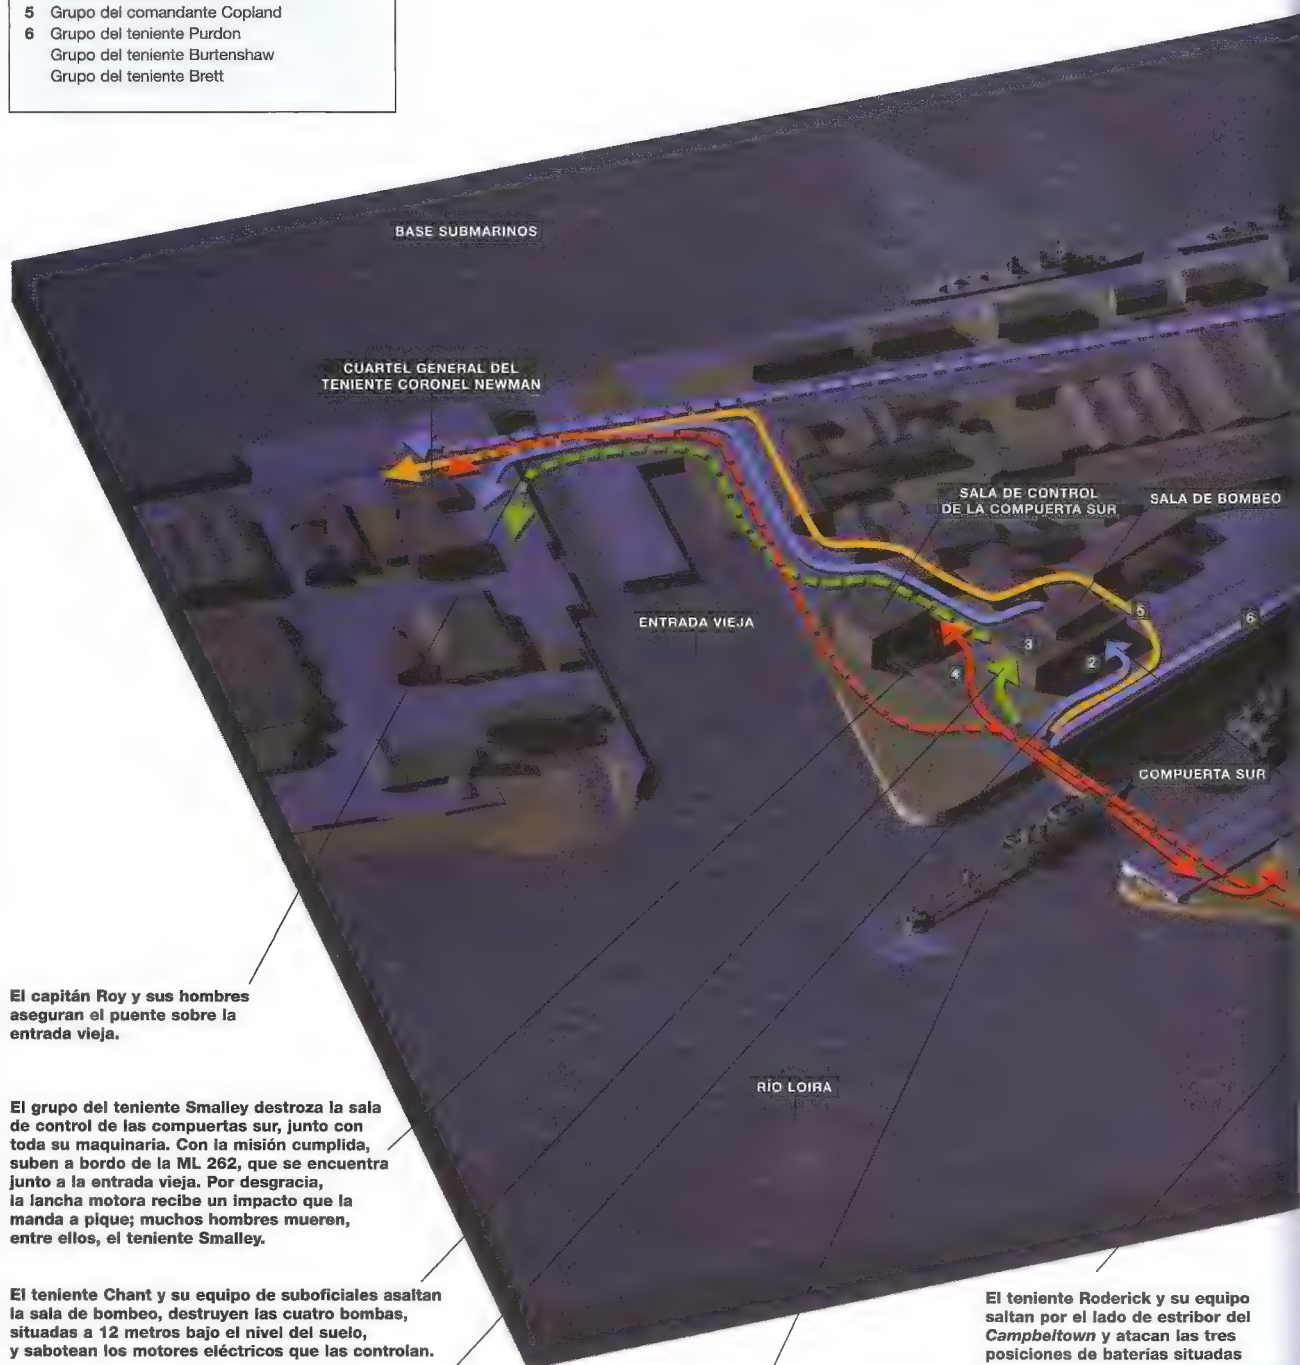 5 Grupo del comandante Copland
6 Grupo del teniente Purdon
Grupo del teniente Burtenshaw
Grupo del teniente Brett
BASE SUBMARINOS
CUARTEL GENERAL DEL
TENIENTE CORONEL NEWMAN
SALA DE CONTROL
DE LA COMPUERTA SUR
SALA DE BOMBEO
ENTRADA VIEJA
5
6
3
2
4
COMPUERTA SUR
1
El capitán Roy y sus hombres
aseguran el puente sobre la
entrada vieja.
RÍO LOIRA
El grupo del teniente Smalley destroza la sala
de control de las compuertas sur, junto con
toda su maquinaria. Con la misión cumplida,
suben a bordo de la ML 262, que se encuentra
junto a la entrada vieja. Por desgracia,
la lancha motora recibe un impacto que la
manda a pique; muchos hombres mueren,
entre ellos, el teniente Smalley.
El teniente Chant y su equipo de suboficiales asaltan
la sala de bombeo, destruyen las cuatro bombas,
situadas a 12 metros bajo el nivel del suelo,
y sabotean los motores eléctricos que las controlan.
El teniente Roderick y su equipo
saltan por el lado de estribor del
Campbeltown y atacan las tres
posiciones de baterías situadas